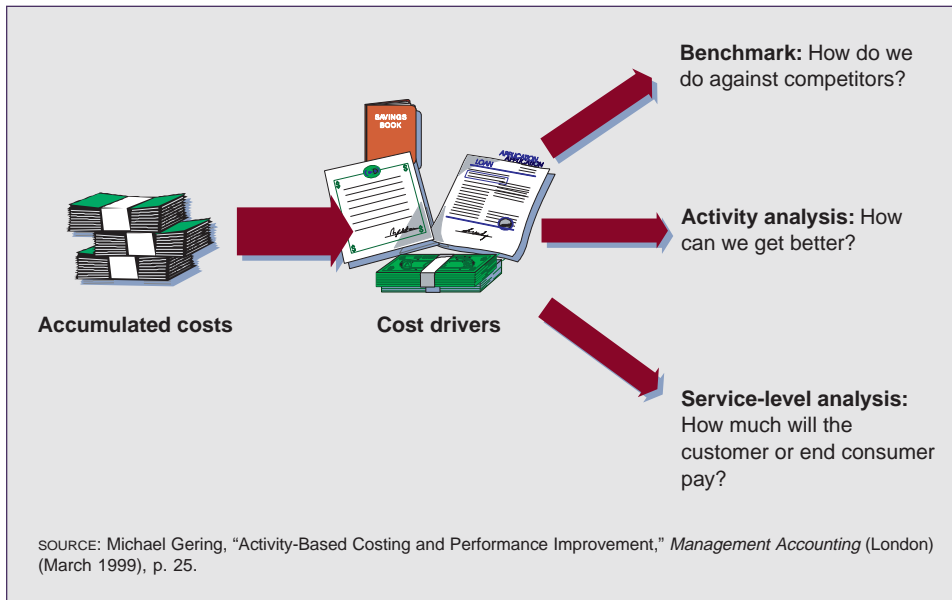 Benchmark: How do we
do against competitors?
SAVINGS
BOOK
APPLICATION
APPLICATION
LOAN
Activity analysis: How
can we get better?
Accumulated costs
Cost drivers
Service-level analysis:
How much will the
customer or end consumer
pay?
SOURCE: Michael Gering, “Activity-Based Costing and Performance Improvement,” Management Accounting (London)
(March 1999), p. 25.